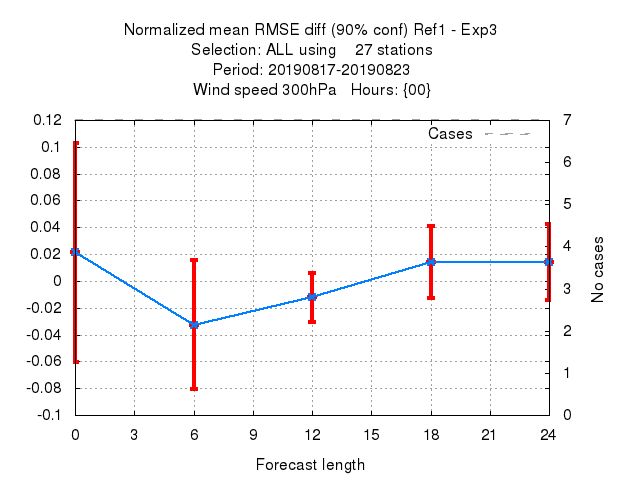 Normalized mean RMSE diff (90% conf) Ref1 - Exp3
Selection: ALL using    27 stations
Period: 20190817-20190823
Wind speed 300hPa   Hours: {00}
Cases
0.12
0.1
0.08
0.06
0.04
0.02
0
-0.02
-0.04
-0.06
-0.08
-0.1
7
6
5
4
3
2
1
0
No cases
0 3 6 9 12 15 18 21 24
Forecast length